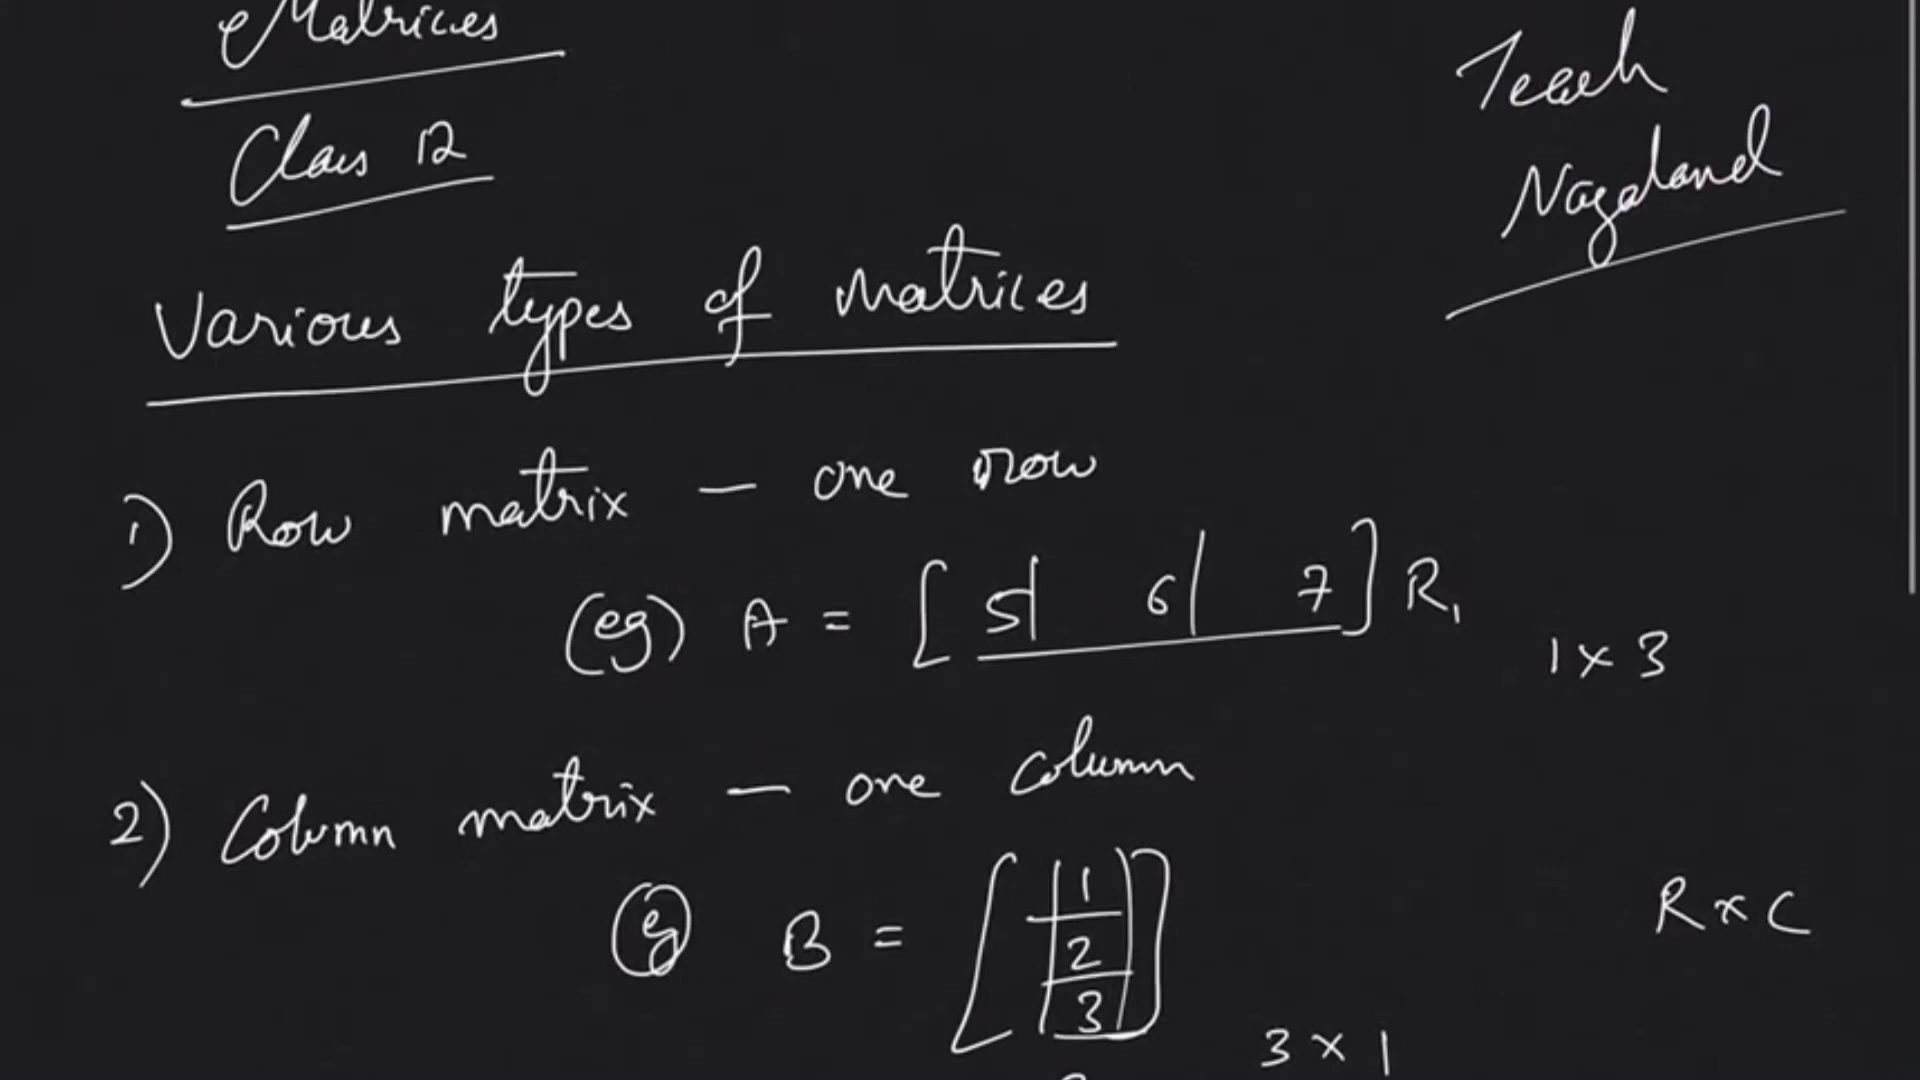 Matrices
Class 12
Teach
Nagaland
Various types of matrices
1) Row matrix — one row
(eg) A = [ 5| 6| 7 ] R₁
1 x 3
2) Column matrix — one column
eg B = [ 1
2
3 ]
R x C
3 x 1